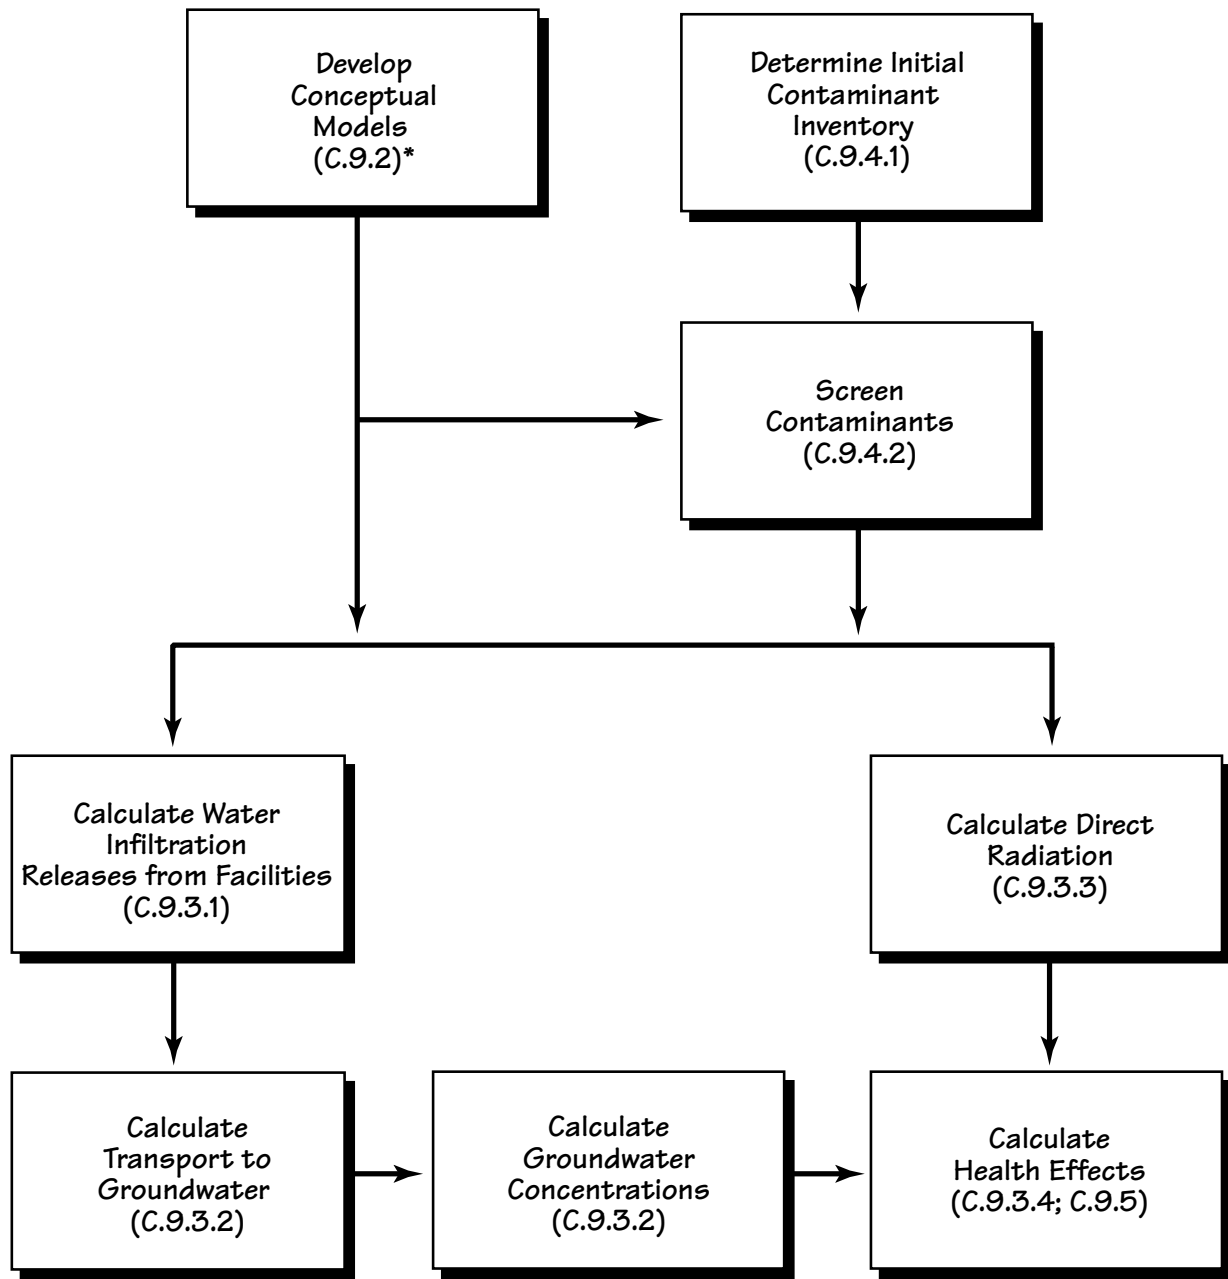 Develop
Conceptual
Models
(C.9.2)*
Determine Initial
Contaminant
Inventory
(C.9.4.1)
Screen
Contaminants
(C.9.4.2)
Calculate Water
Infiltration
Releases from Facilities
(C.9.3.1)
Calculate Direct
Radiation
(C.9.3.3)
Calculate
Transport to
Groundwater
(C.9.3.2)
Calculate
Groundwater
Concentrations
(C.9.3.2)
Calculate
Health Effects
(C.9.3.4; C.9.5)